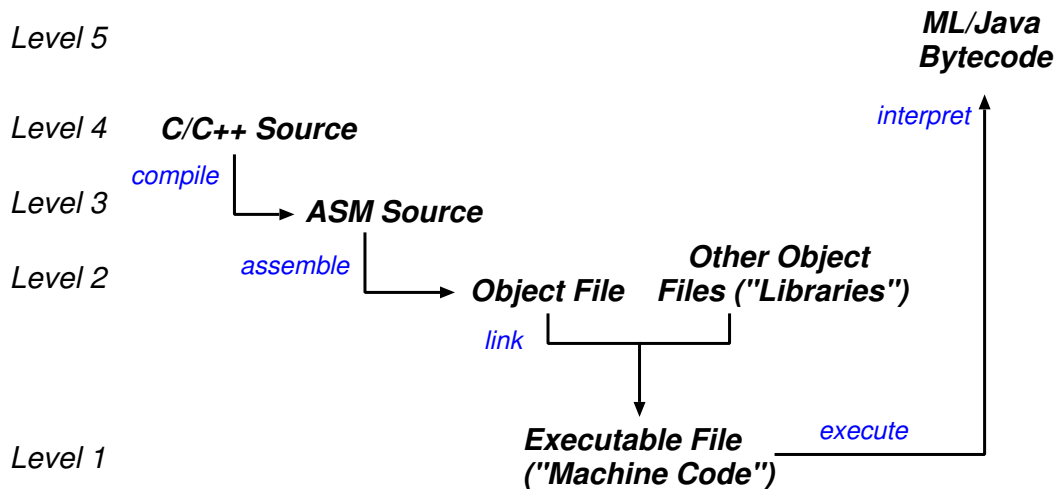 Level 5
ML/Java
Bytecode
Level 4
C/C++ Source
interpret
compile
Level 3
ASM Source
assemble
Level 2
Object File
Other Object
Files ("Libraries")
link
Level 1
Executable File
("Machine Code")
execute